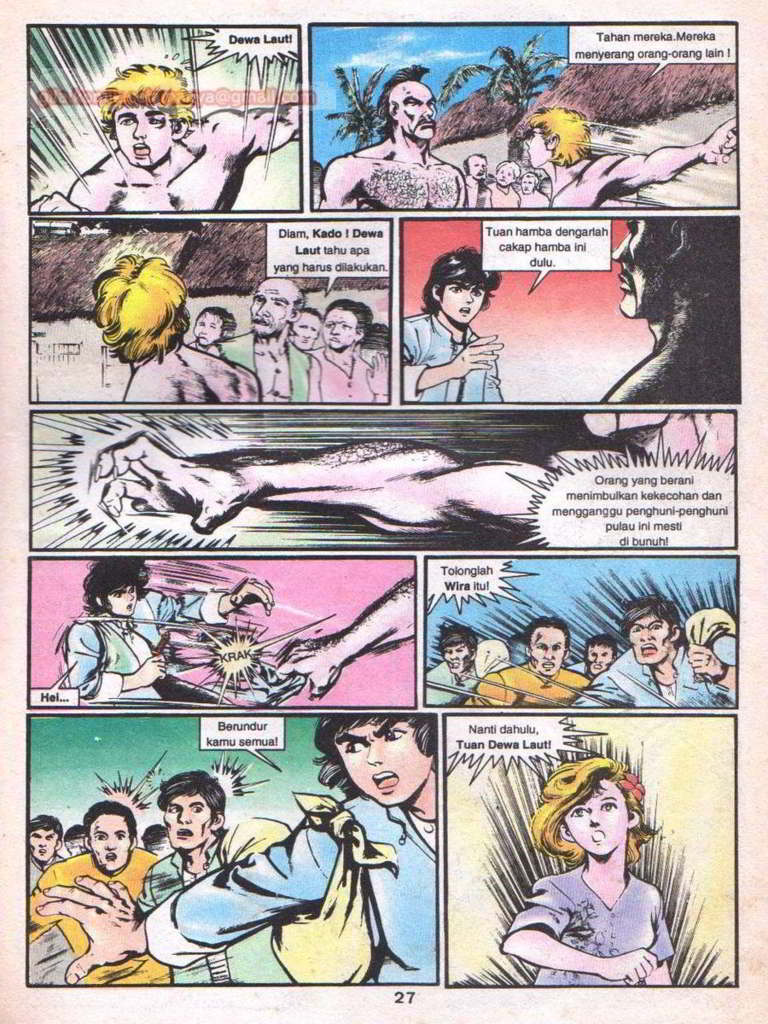 Dewa Laut!
Tahan mereka.Mereka
menyerang orang-orang lain !
Diam, Kado ! Dewa
Laut tahu apa
yang harus dilakukan.
Tuan hamba dengarlah
cakap hamba ini
dulu.
Orang yang berani
menimbulkan kekecohan dan
mengganggu penghuni-penghuni
pulau ini mesti
di bunuh!
KRAK
Hei...
Tolonglah
Wira itu!
Berundur
kamu semua!
Nanti dahulu,
Tuan Dewa Laut!
27